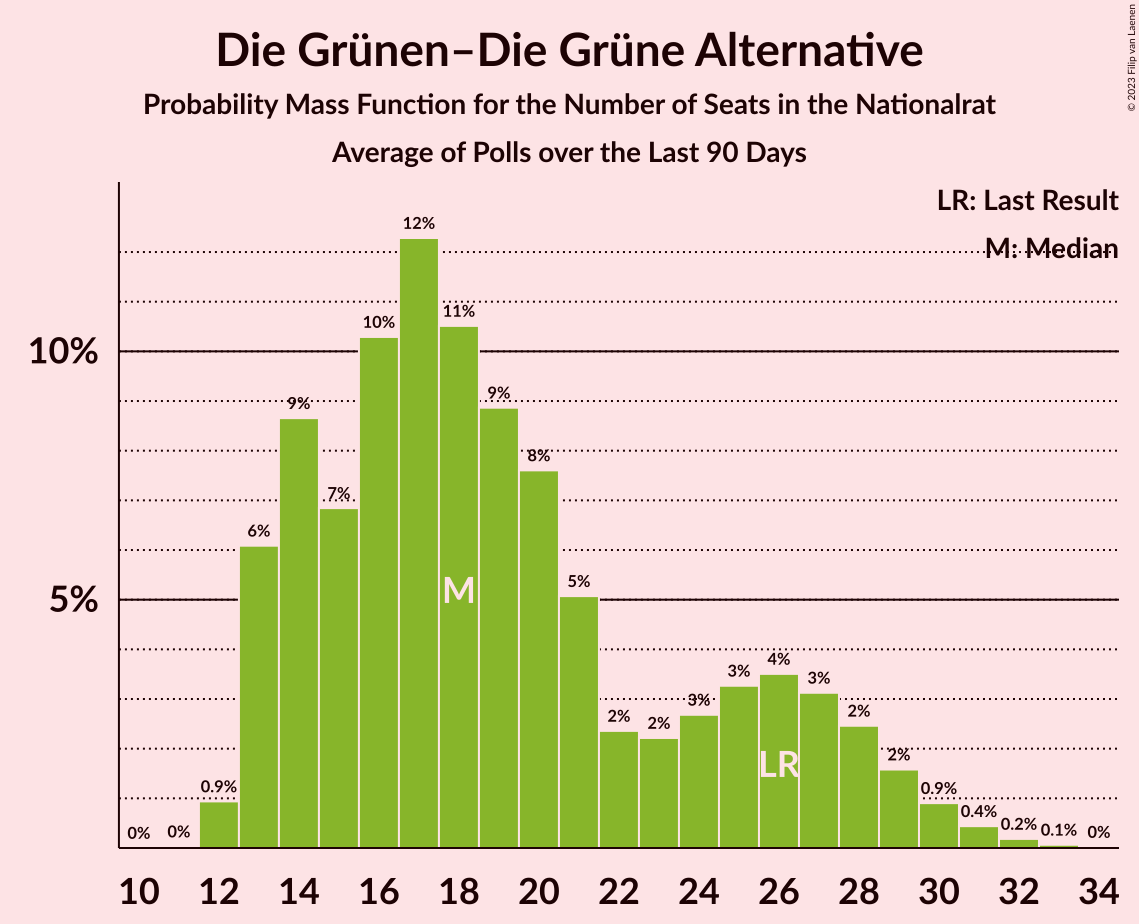 Die Grünen–Die Grüne Alternative
Probability Mass Function for the Number of Seats in the Nationalrat
Average of Polls over the Last 90 Days
© 2023 Filip van Laenen
LR: Last Result
M: Median
10%
5%
0% 0% 0.9% 6% 9% 7% 10% 12% 11% 9% 8% 5% 2% 2% 3% 3% 4% 3% 2% 2% 0.9% 0.4% 0.2% 0.1% 0%
M
LR
10 12 14 16 18 20 22 24 26 28 30 32 34